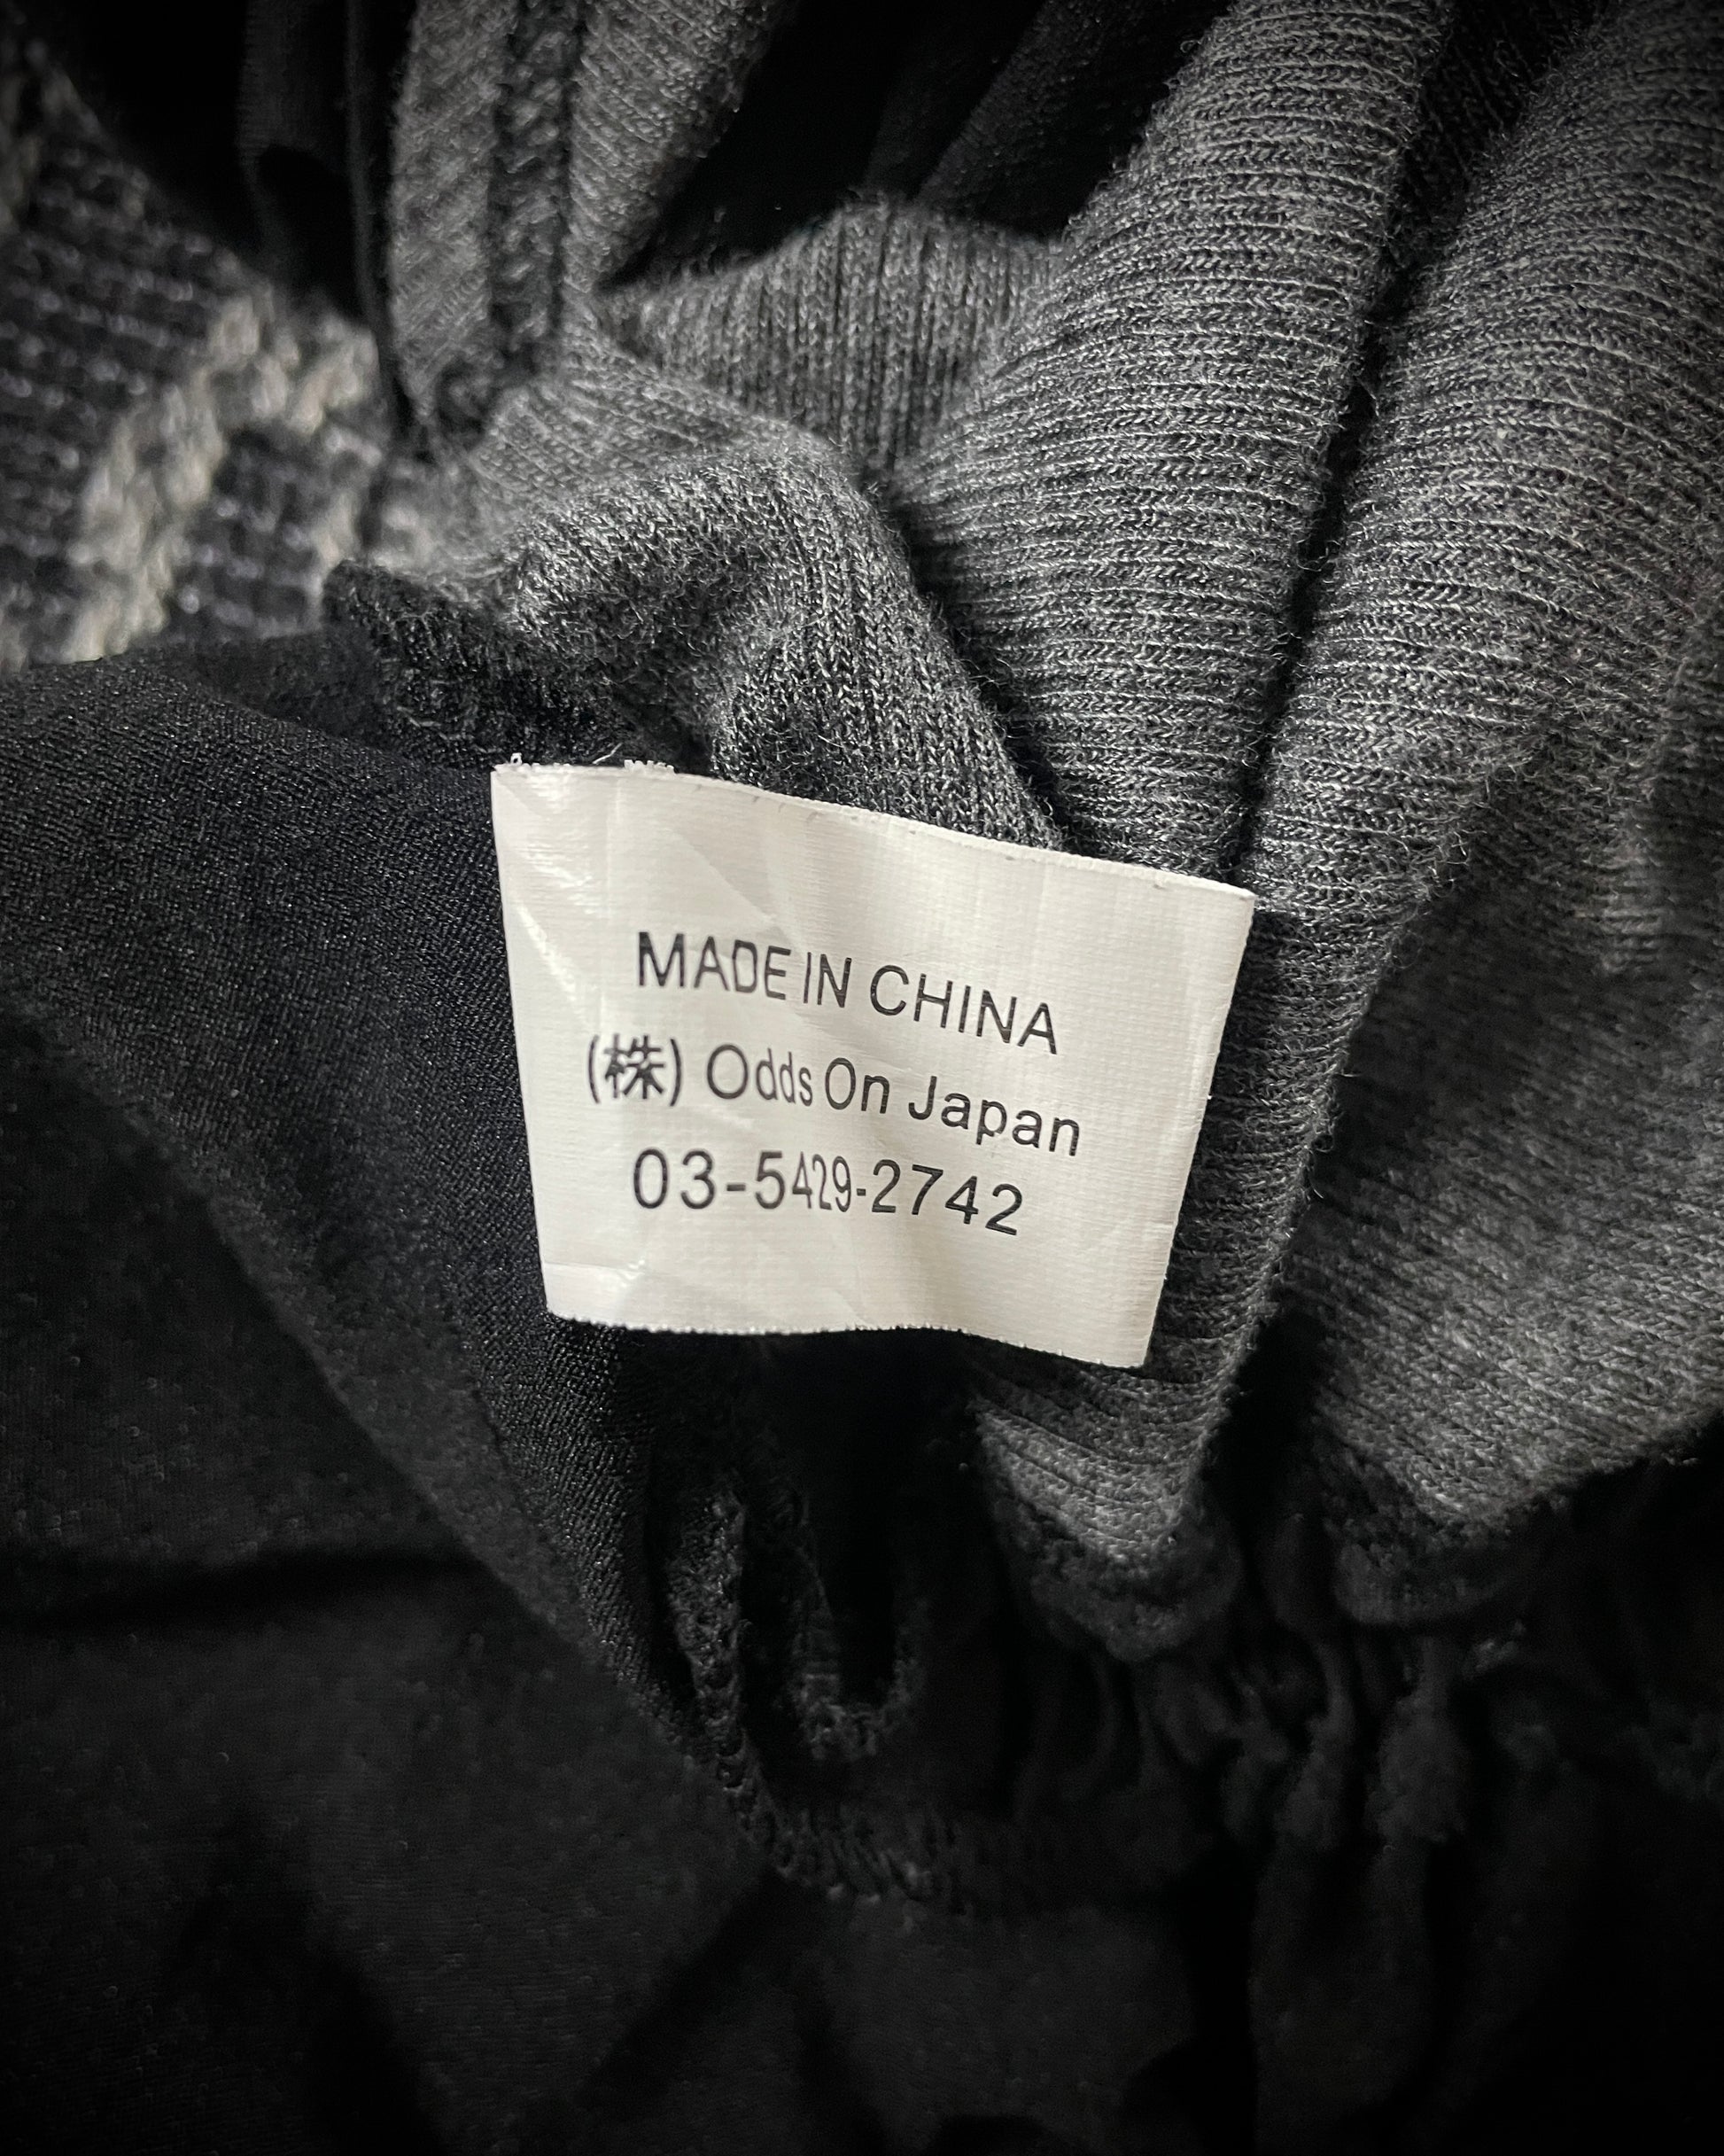 MADE IN CHINA
(株) Odds On Japan
03-5429-2742